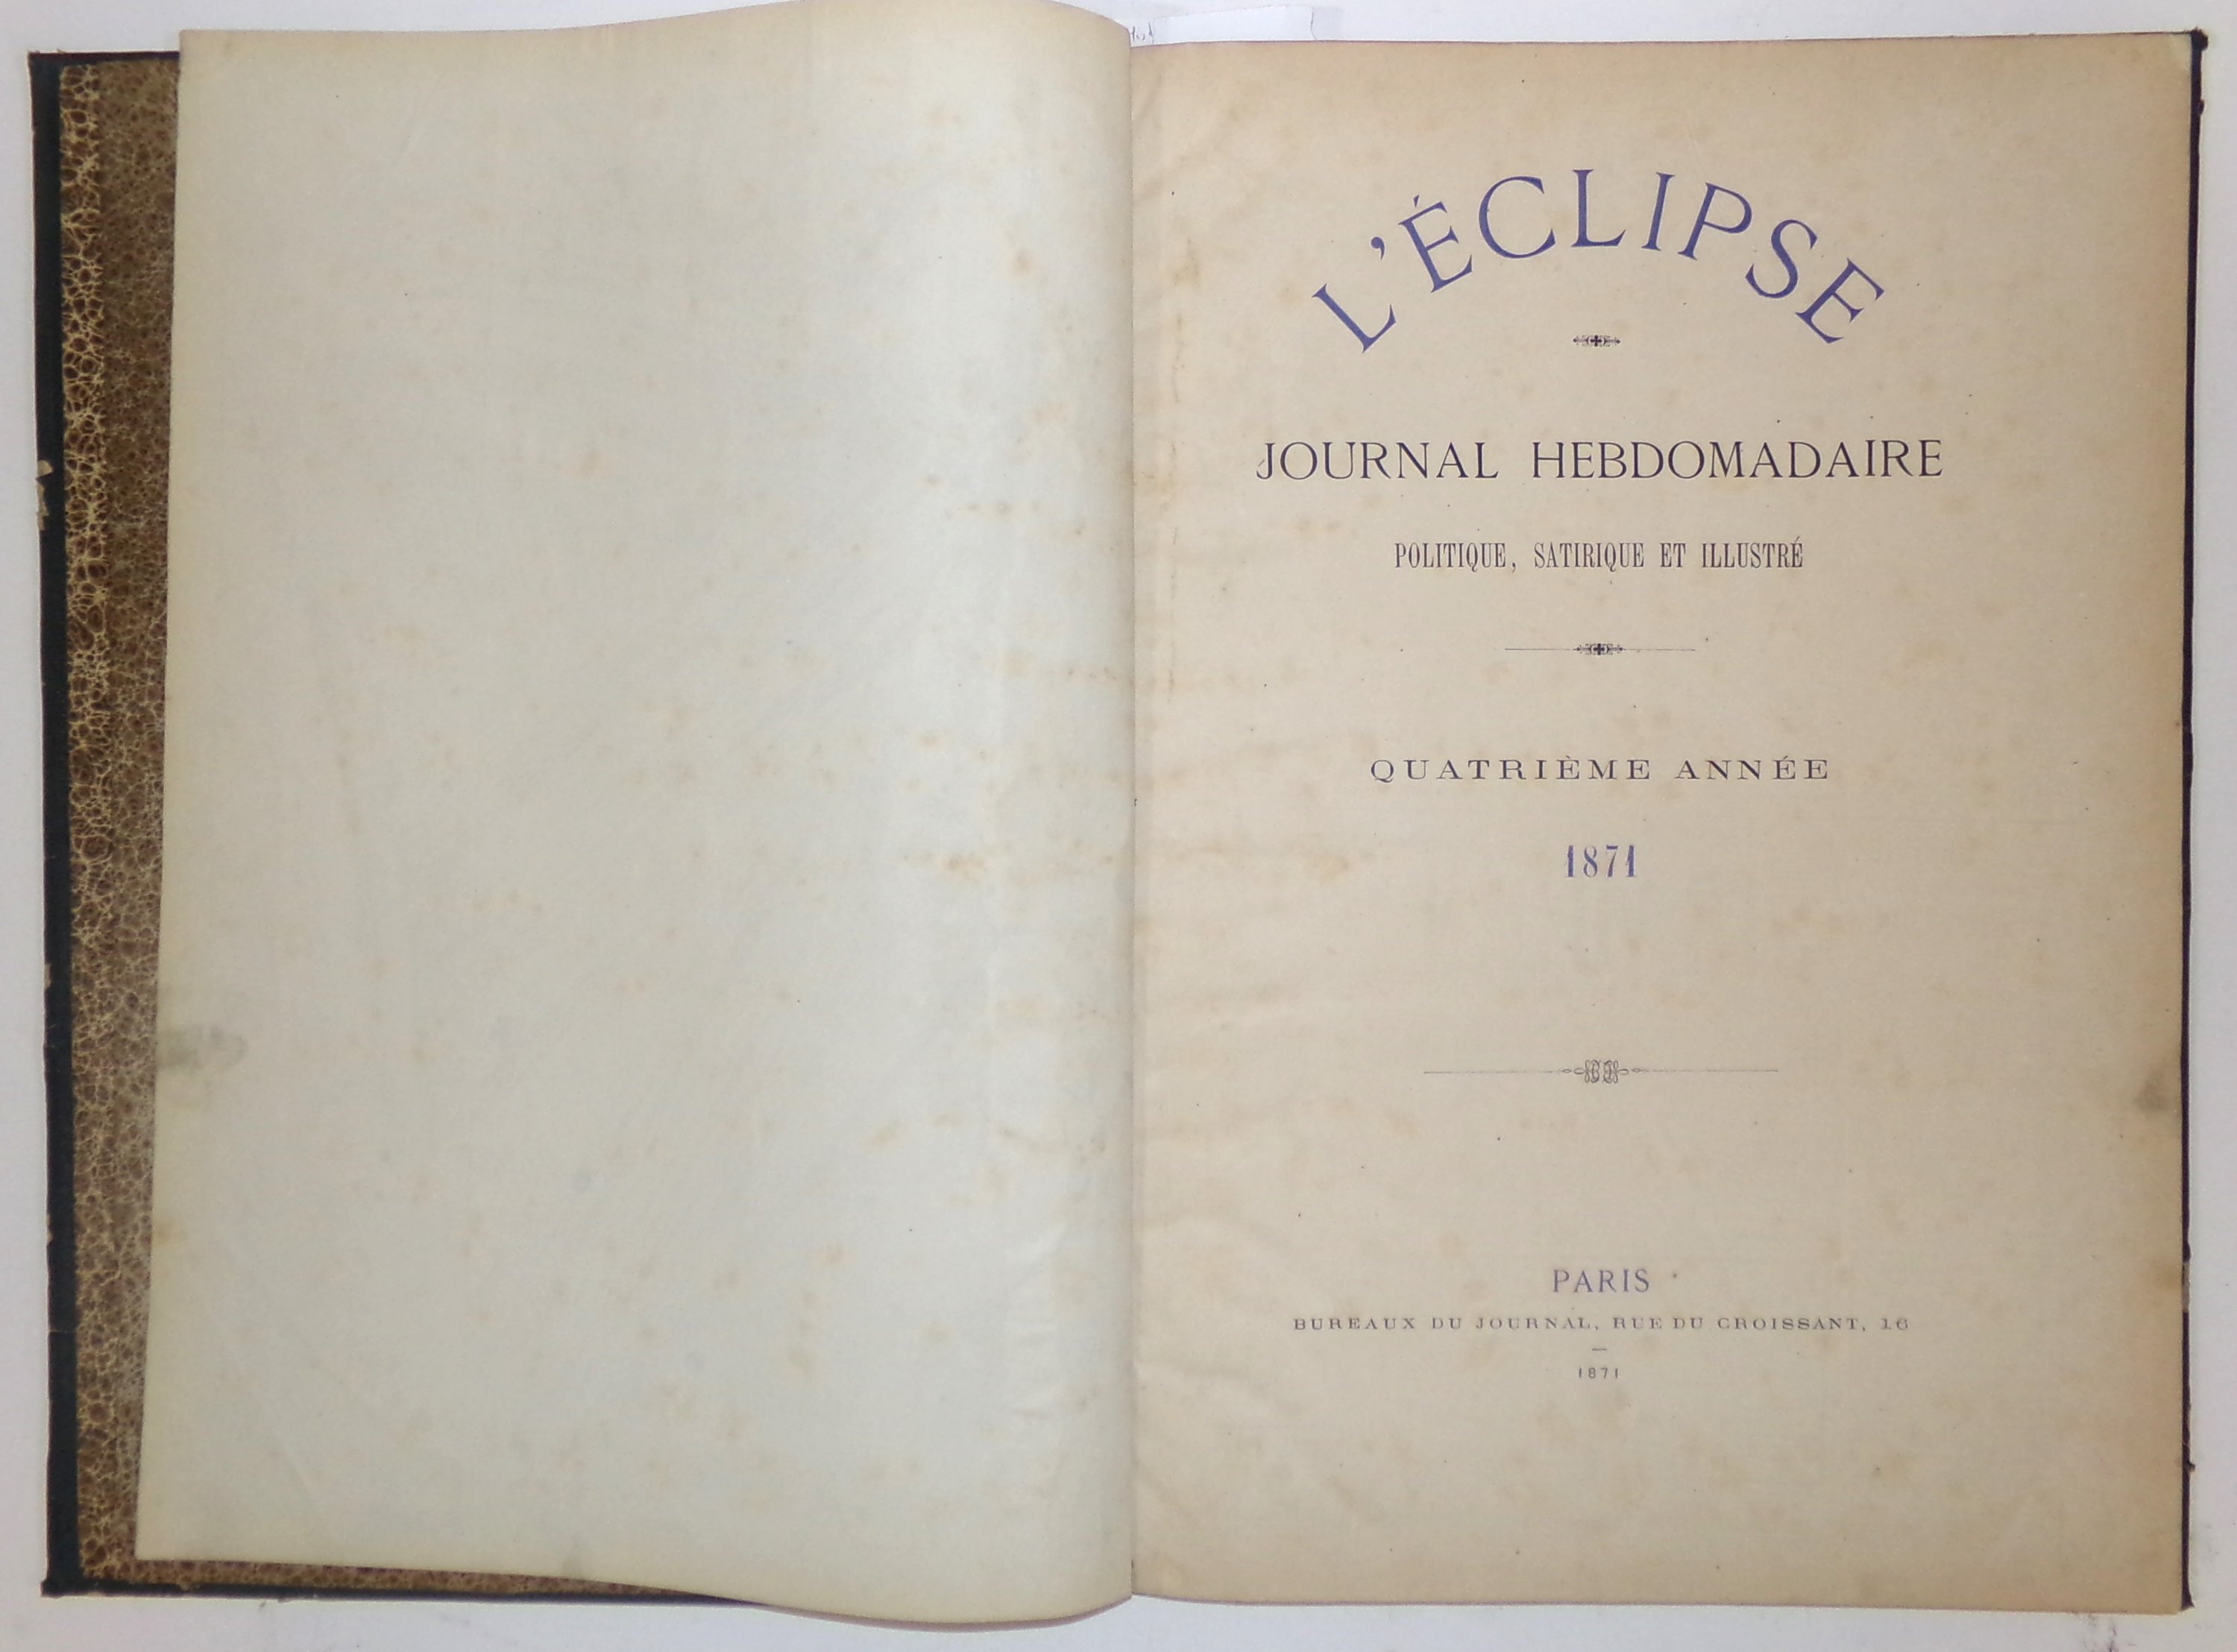 L'ÉCLIPSE
JOURNAL HEBDOMADAIRE
POLITIQUE, SATIRIQUE ET ILLUSTRÉ
QUATRIÈME ANNÉE
1871
PARIS
BUREAUX DU JOURNAL, RUE DU CROISSANT, 16
1871